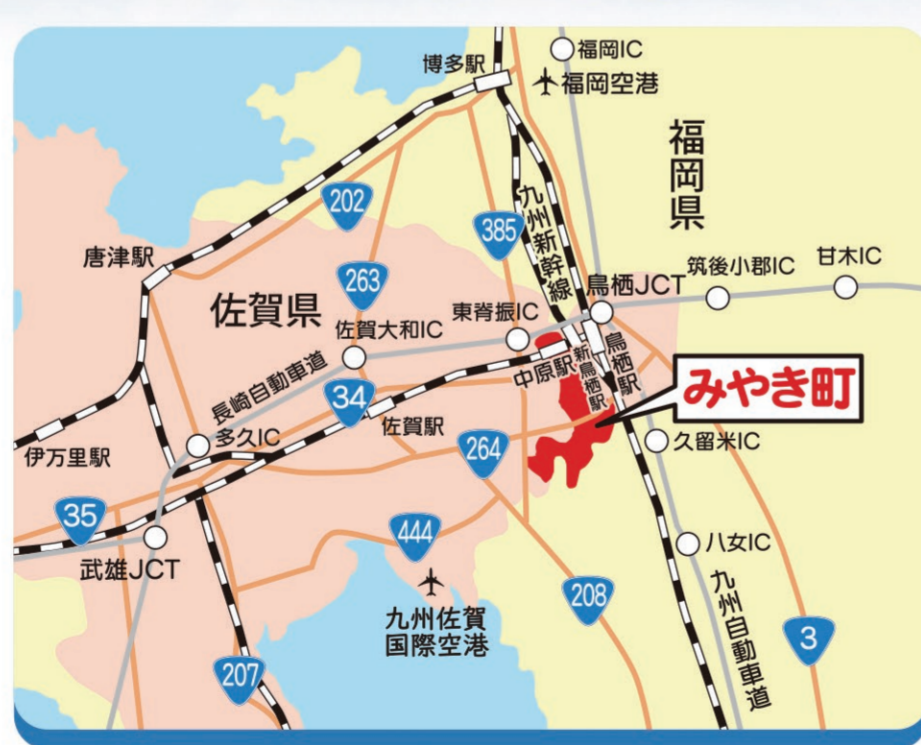 福岡IC
博多駅
福岡空港
福岡県
202
385
九州新幹線
唐津駅
263
筑後小郡IC
甘木IC
鳥栖JCT
佐賀県
東脊振IC
佐賀大和IC
長崎自動車道
中原駅
新鳥栖駅
鳥栖駅
みやき町
34
多久IC
佐賀駅
264
久留米IC
伊万里駅
35
444
八女IC
武雄JCT
九州佐賀
国際空港
208
九州自動車道
3
207